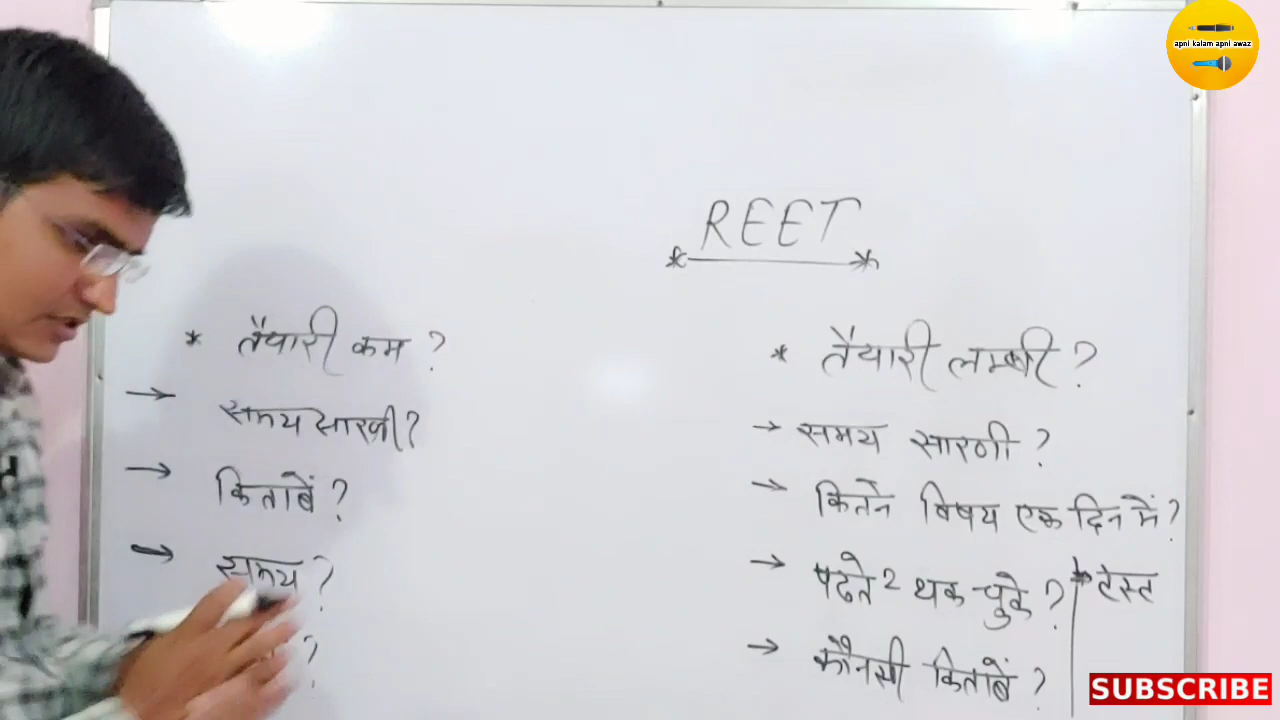 apni kalam apni awaz
REET
* तैयारी कम ?
→ समय सारणी ?
→ किताबें ?
→ समय ?
?
* तैयारी लम्बी ?
→ समय सारणी ?
→ कितने विषय एक दिन में ?
→ पढते 2 थक चुके ?
→ टेस्ट
→ कौनसी किताबें ?
SUBSCRIBE